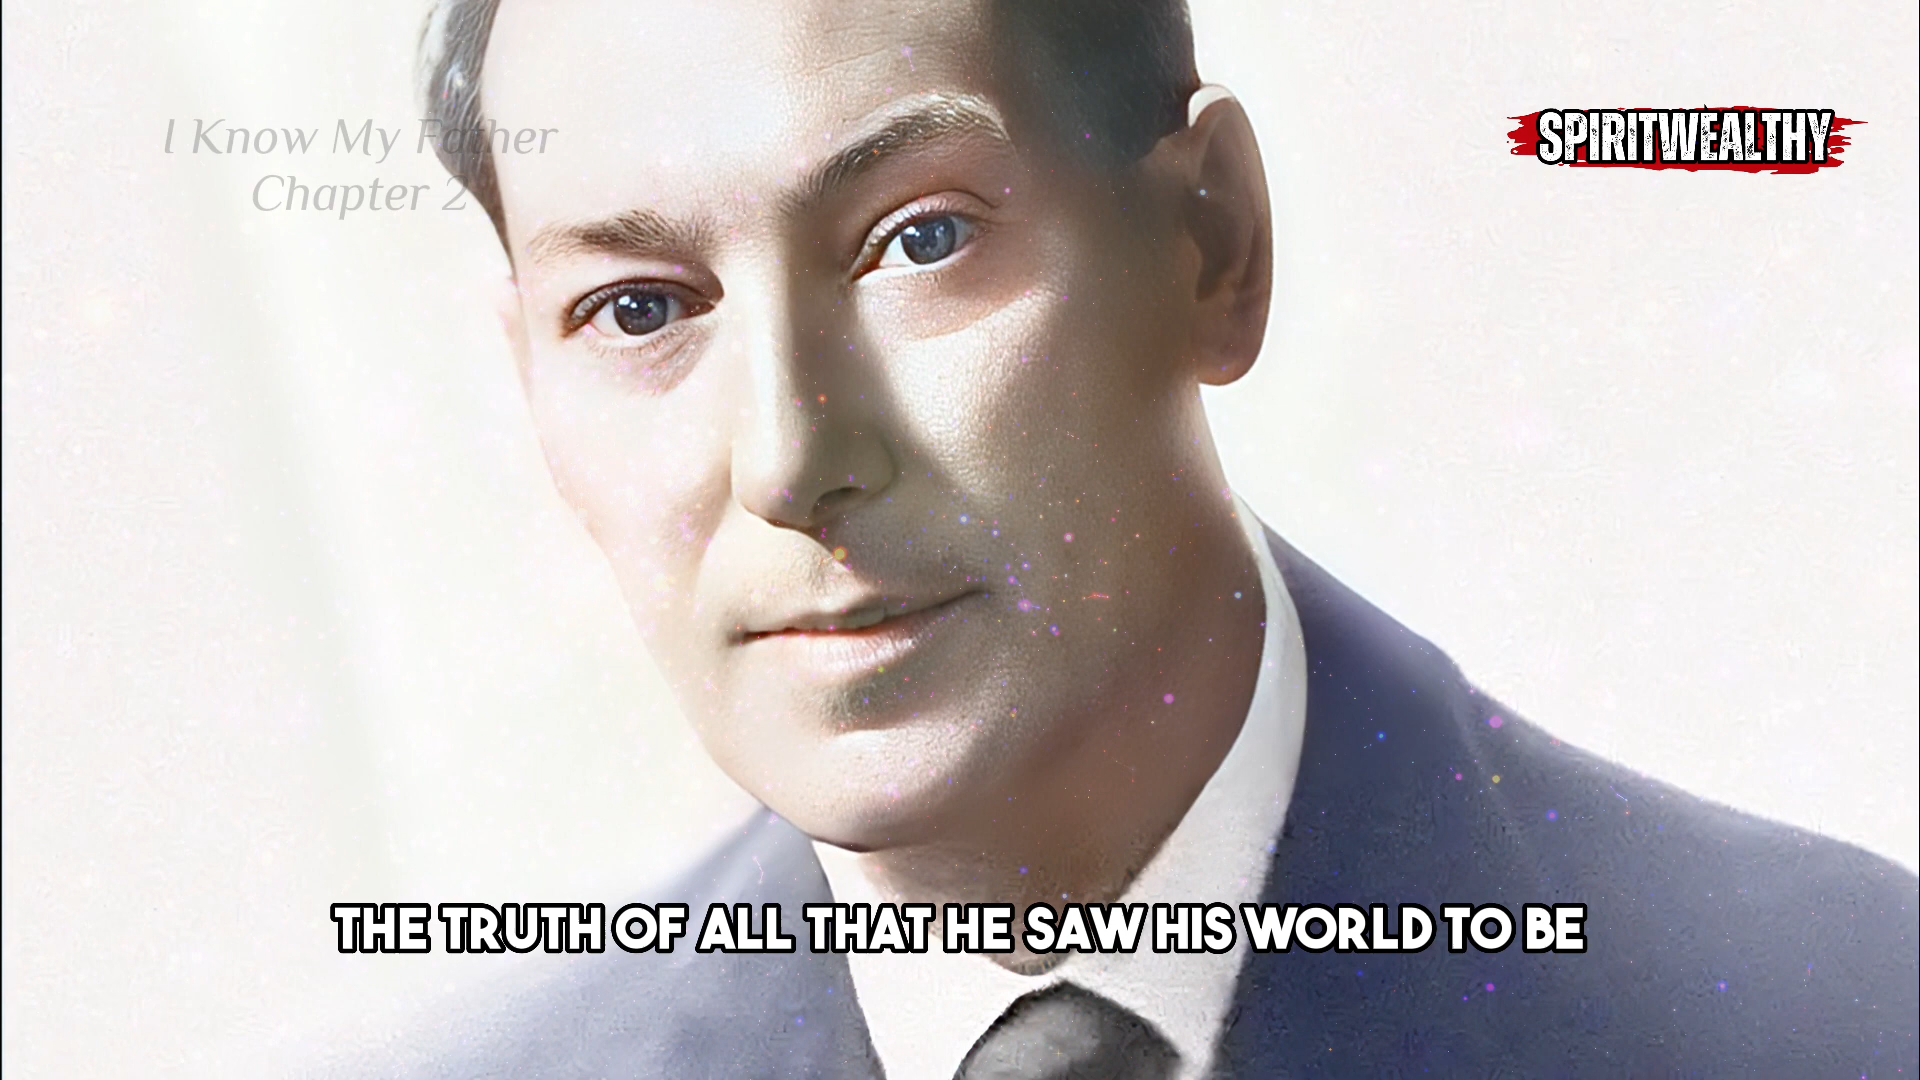 I Know My Father
Chapter 2
SPIRITWEALTHY
THE TRUTH OF ALL THAT HE SAW HIS WORLD TO BE